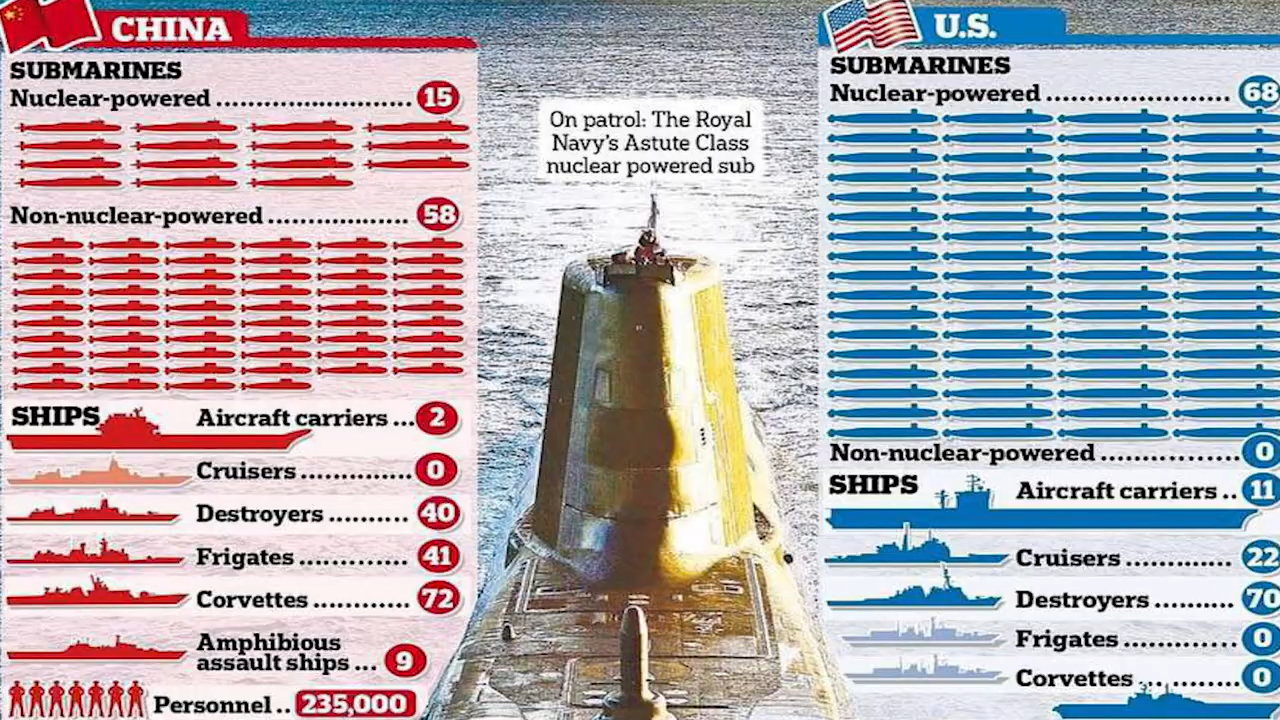 CHINA
SUBMARINES
Nuclear-powered ........................ 15
Non-nuclear-powered .................. 58
SHIPS
Aircraft carriers ... 2
Cruisers ............ 0
Destroyers ......... 40
Frigates ............ 41
Corvettes ........... 72
Amphibious
assault ships ... 9
Personnel .. 235,000
On patrol: The Royal
Navy's Astute Class
nuclear powered sub
U.S.
SUBMARINES
Nuclear-powered ........................ 68
Non-nuclear-powered .................. 0
SHIPS
Aircraft carriers .. 11
Cruisers ............ 22
Destroyers .......... 70
Frigates ............ 0
Corvettes ........... 0